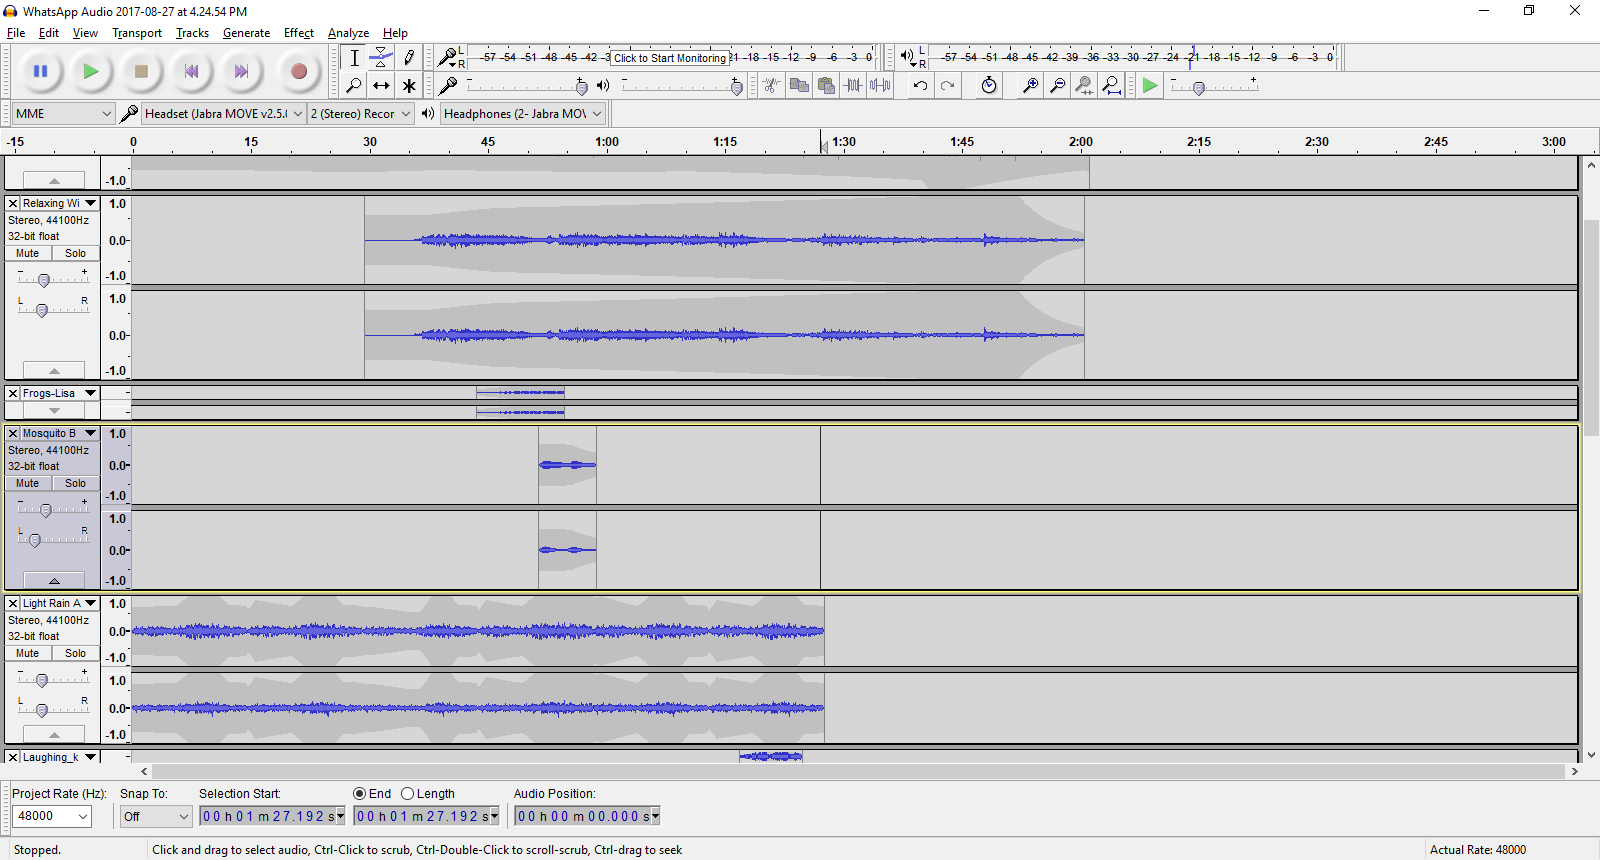 WhatsApp Audio 2017-08-27 at 4.24.54 PM
File Edit View Transport Tracks Generate Effect Analyze Help
L R -57 -54 -51 -48 -45 -42 Click to Start Monitoring -18 -15 -12 -9 -6 -3 0 L R -57 -54 -51 -48 -45 -42 -39 -36 -33 -30 -27 -24 -21 -18 -15 -12 -9 -6 -3 0
MME Headset (Jabra MOVE v2.5.( 2 (Stereo) Recor Headphones (2- Jabra MO\
-15 0 15 30 45 1:00 1:15 1:30 1:45 2:00 2:15 2:30 2:45 3:00
-1.0
Relaxing Wi 1.0
Stereo, 44100Hz
32-bit float 0.0
Mute Solo
- + -1.0
L R 1.0
0.0
-1.0
Frogs-Lisa
Mosquito B 1.0
Stereo, 44100Hz
32-bit float 0.0
Mute Solo
- + -1.0
1.0
L R
0.0
-1.0
Light Rain A 1.0
Stereo, 44100Hz
32-bit float 0.0
Mute Solo -1.0
- + 1.0
L R
0.0
-1.0
Laughing_k
Project Rate (Hz): Snap To: Selection Start: End Length Audio Position:
48000 Off 00 h 01 m 27.192 s 00 h 01 m 27.192 s 00 h 00 m 00.000 s
Stopped. Click and drag to select audio, Ctrl-Click to scrub, Ctrl-Double-Click to scroll-scrub, Ctrl-drag to seek Actual Rate: 48000